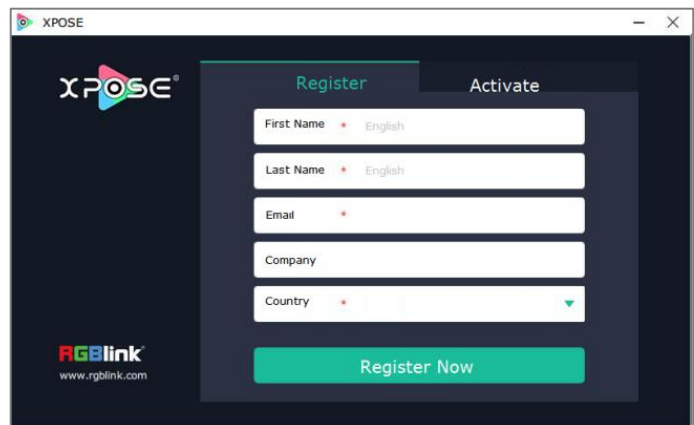 XPOSE
XPOSE®
Register
Activate
First Name * English
Last Name * English
Email *
Company
Country *
RGBlink®
www.rgblink.com
Register Now